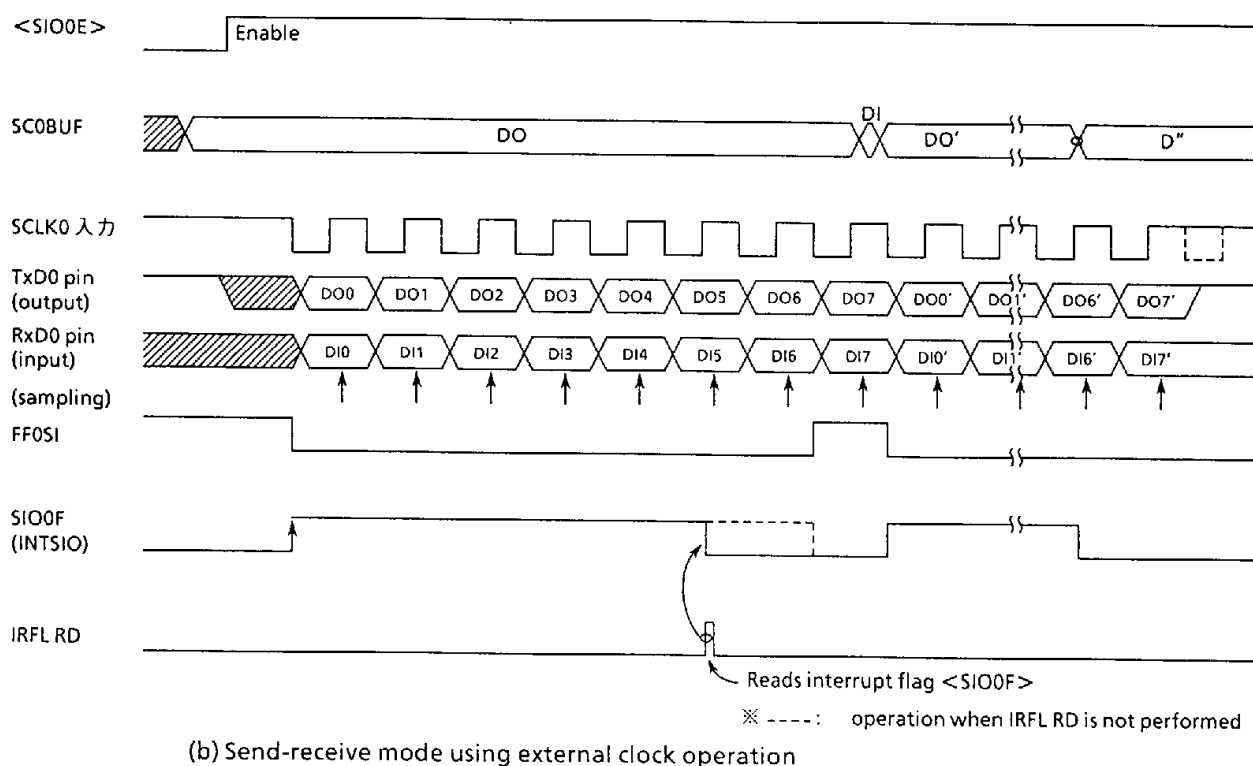 <SIO0E>
Enable
SC0BUF
DO
DI
DO'
D"
SCLK0 入力
TxD0 pin
(output)
DO0 DO1 DO2 DO3 DO4 DO5 DO6 DO7 DO0' DO1' DO6' DO7'
RxD0 pin
(input)
DI0 DI1 DI2 DI3 DI4 DI5 DI6 DI7 DI0' DI1' DI6' DI7'
(sampling)
FF0SI
SIO0F
(INTSIO)
IRFL RD
Reads interrupt flag <SIO0F>
※ ----: operation when IRFL RD is not performed
(b) Send-receive mode using external clock operation